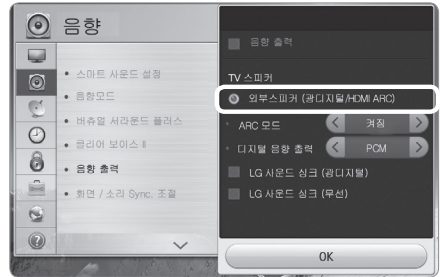 음향
• 스마트 사운드 설정
• 음향모드
• 버츄얼 서라운드 플러스
• 클리어 보이스 II
• 음향 출력
• 화면 / 소리 Sync. 조절
음향 출력
TV 스피커
외부스피커 (광디지털/HDMI ARC)
• ARC 모드 < 켜짐 >
• 디지털 음향 출력 < PCM >
LG 사운드 싱크 (광디지털)
LG 사운드 싱크 (무선)
OK